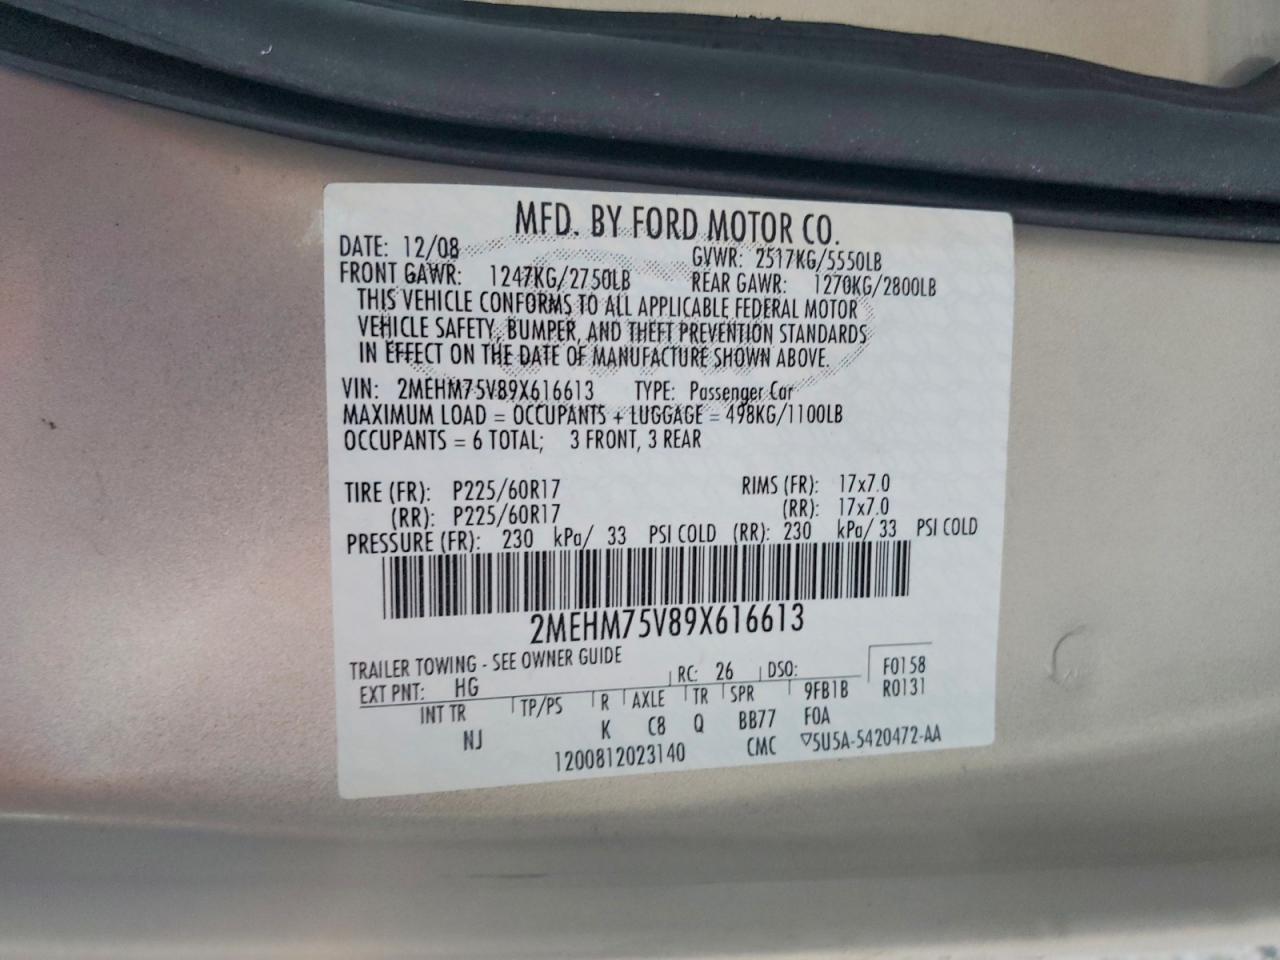 MFD. BY FORD MOTOR CO.
DATE: 12/08 GVWR: 2517KG/5550LB
FRONT GAWR: 1247KG/2750LB REAR GAWR: 1270KG/2800LB
THIS VEHICLE CONFORMS TO ALL APPLICABLE FEDERAL MOTOR
VEHICLE SAFETY, BUMPER, AND THEFT PREVENTION STANDARDS
IN EFFECT ON THE DATE OF MANUFACTURE SHOWN ABOVE.
VIN: 2MEHM75V89X616613 TYPE: Passenger Car
MAXIMUM LOAD = OCCUPANTS + LUGGAGE = 498KG/1100LB
OCCUPANTS = 6 TOTAL; 3 FRONT, 3 REAR
TIRE (FR): P225/60R17 RIMS (FR): 17x7.0
(RR): P225/60R17 (RR): 17x7.0
PRESSURE (FR): 230 kPa/ 33 PSI COLD (RR): 230 kPa/ 33 PSI COLD
2MEHM75V89X616613
TRAILER TOWING - SEE OWNER GUIDE
EXT PNT: HG RC: 26 DSO: F0158
INT TR TP/PS R AXLE TR SPR 9FB1B R0131
NJ K C8 Q BB77 FOA
1200812023140 CMC ▽5U5A-5420472-AA